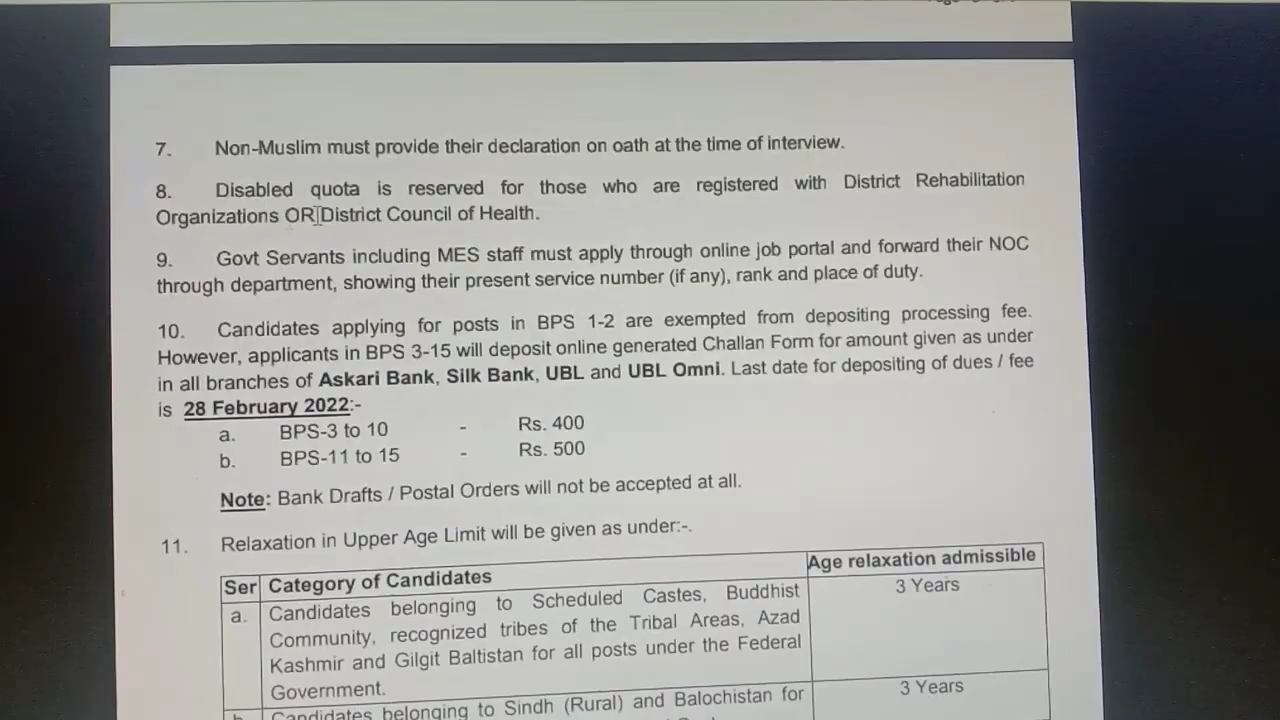 7. Non-Muslim must provide their declaration on oath at the time of interview.
8. Disabled quota is reserved for those who are registered with District Rehabilitation
Organizations OR District Council of Health.
9. Govt Servants including MES staff must apply through online job portal and forward their NOC
through department, showing their present service number (if any), rank and place of duty.
10. Candidates applying for posts in BPS 1-2 are exempted from depositing processing fee.
However, applicants in BPS 3-15 will deposit online generated Challan Form for amount given as under
in all branches of Askari Bank, Silk Bank, UBL and UBL Omni. Last date for depositing of dues / fee
is 28 February 2022:-
a. BPS-3 to 10 - Rs. 400
b. BPS-11 to 15 - Rs. 500
Note: Bank Drafts / Postal Orders will not be accepted at all.
11. Relaxation in Upper Age Limit will be given as under:-.
Ser Category of Candidates Age relaxation admissible
a. Candidates belonging to Scheduled Castes, Buddhist 3 Years
Community, recognized tribes of the Tribal Areas, Azad
Kashmir and Gilgit Baltistan for all posts under the Federal
Government.
b. Candidates belonging to Sindh (Rural) and Balochistan for 3 Years